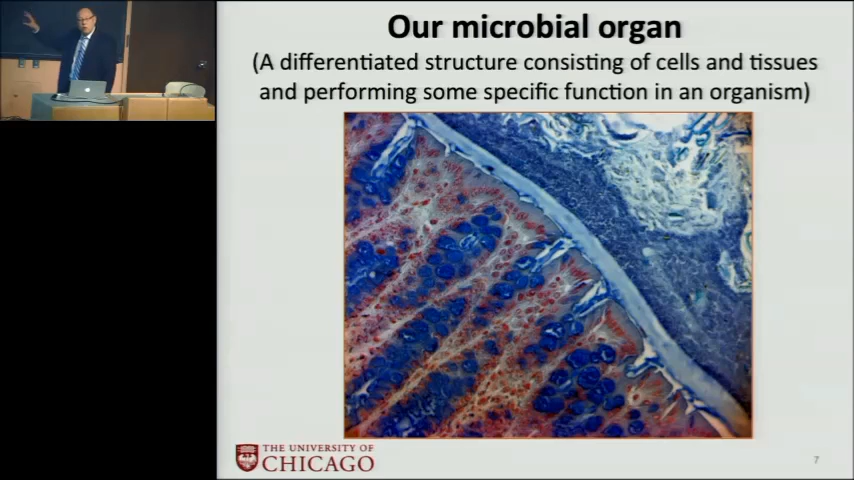 Our microbial organ
(A differentiated structure consisting of cells and tissues
and performing some specific function in an organism)
THE UNIVERSITY OF
CHICAGO
7